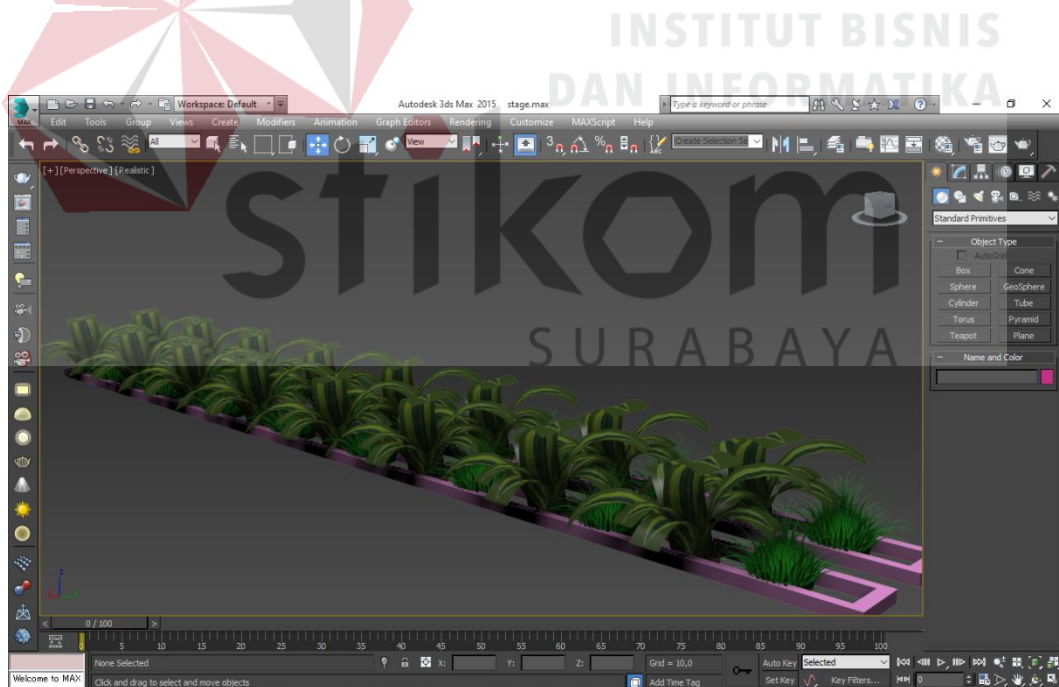 INSTITUT BISNIS
DAN INFORMATIKA
stikom
SURABAYA
MAX
Workspace: Default
Autodesk 3ds Max 2015 stage.max
Type a keyword or phrase
Edit Tools Group Views Create Modifiers Animation Graph Editors Rendering Customize MAXScript Help
All
View
Create Selection Se
[+] [Perspective] [Realistic]
Standard Primitives
Object Type
AutoGrid
Box Cone
Sphere GeoSphere
Cylinder Tube
Torus Pyramid
Teapot Plane
Name and Color
z
0 / 100
0 5 10 15 20 25 30 35 40 45 50 55 60 65 70 75 80 85 90 95 100
None Selected
X: Y: Z:
Grid = 10,0
Auto Key Selected
Welcome to MAX
Click and drag to select and move objects
Add Time Tag
Set Key Key Filters...
0